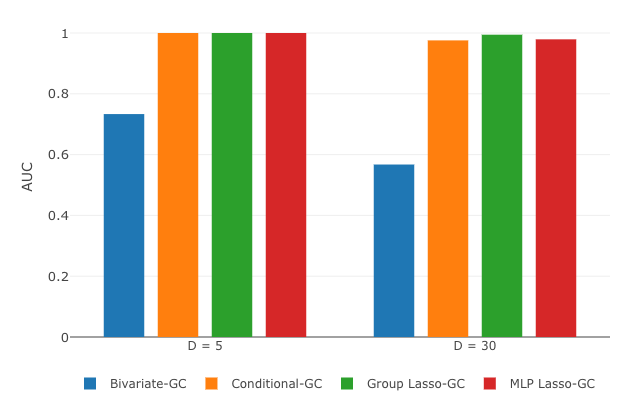 AUC
1
0.8
0.6
0.4
0.2
0
D = 5 D = 30
Bivariate-GC Conditional-GC Group Lasso-GC MLP Lasso-GC